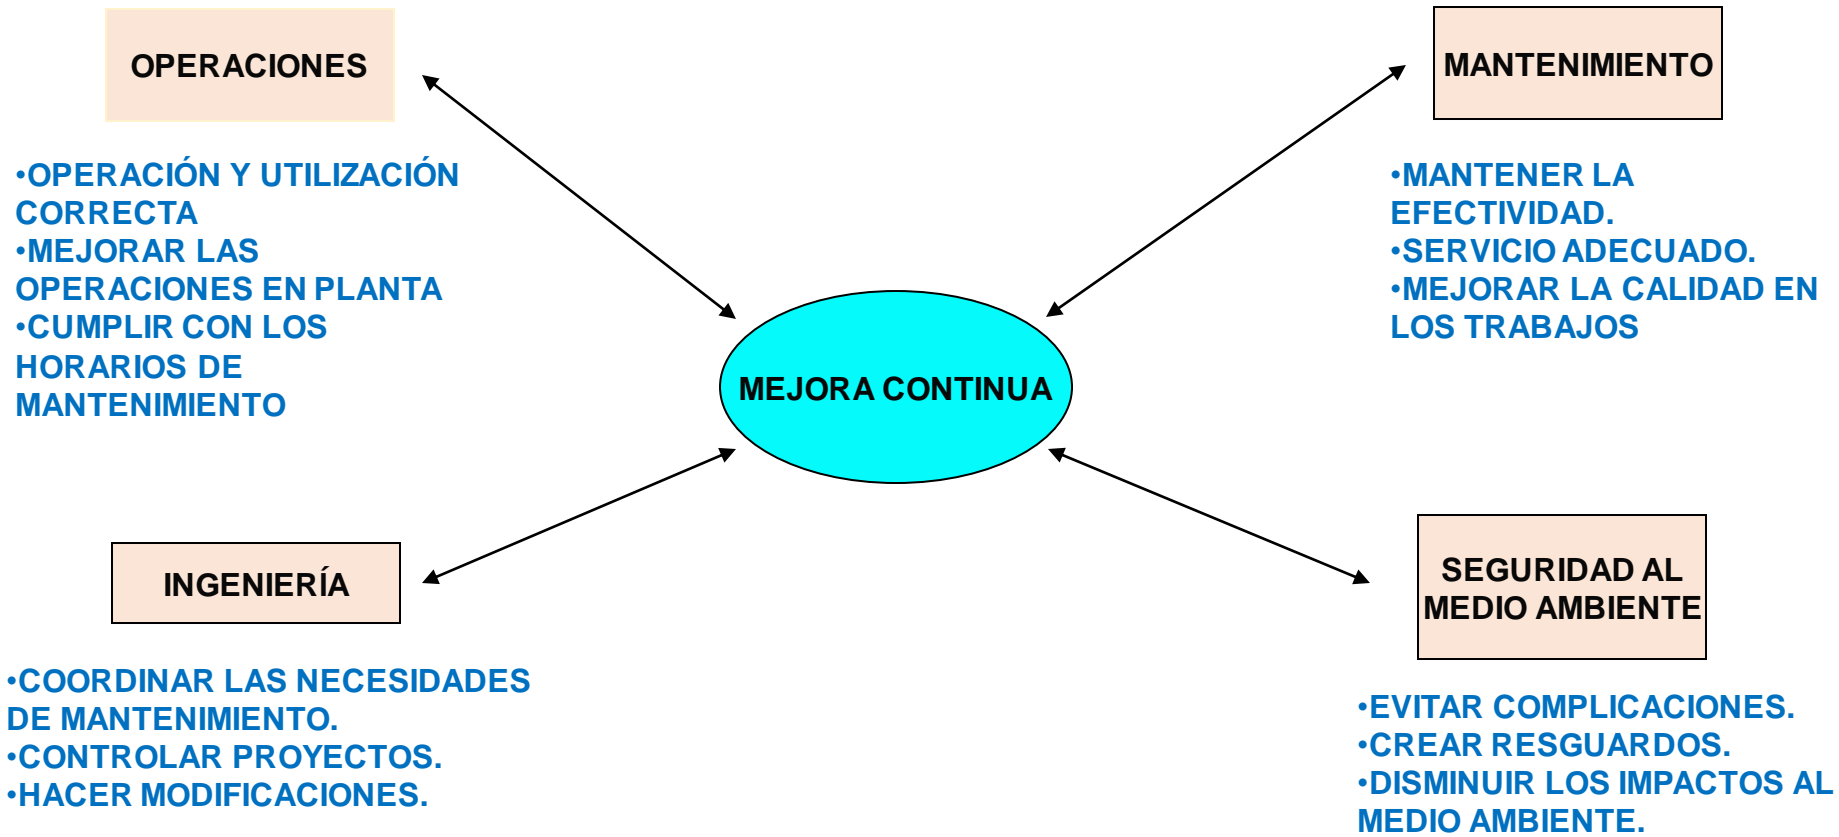 OPERACIONES
•OPERACIÓN Y UTILIZACIÓN
CORRECTA
•MEJORAR LAS
OPERACIONES EN PLANTA
•CUMPLIR CON LOS
HORARIOS DE
MANTENIMIENTO
MANTENIMIENTO
•MANTENER LA
EFECTIVIDAD.
•SERVICIO ADECUADO.
•MEJORAR LA CALIDAD EN
LOS TRABAJOS
MEJORA CONTINUA
INGENIERÍA
•COORDINAR LAS NECESIDADES
DE MANTENIMIENTO.
•CONTROLAR PROYECTOS.
•HACER MODIFICACIONES.
SEGURIDAD AL
MEDIO AMBIENTE
•EVITAR COMPLICACIONES.
•CREAR RESGUARDOS.
•DISMINUIR LOS IMPACTOS AL
MEDIO AMBIENTE.